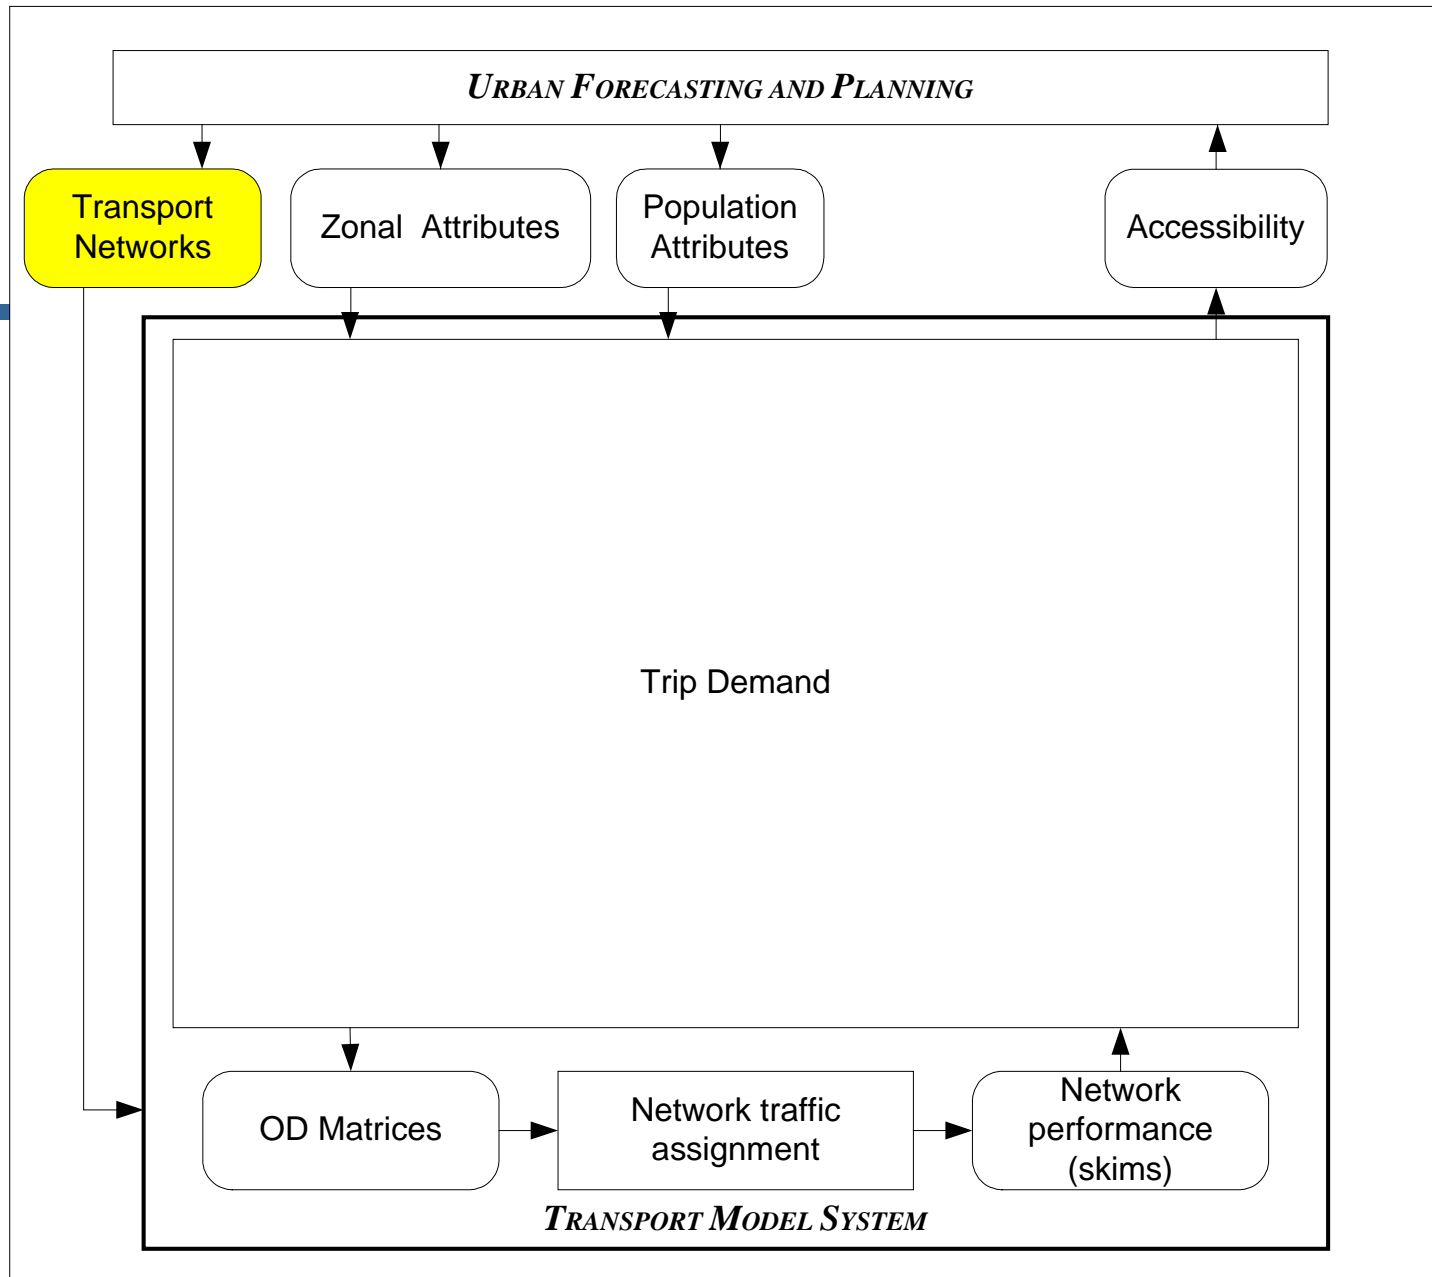 URBAN FORECASTING AND PLANNING
Transport
Networks
Zonal Attributes
Population
Attributes
Accessibility
Trip Demand
OD Matrices
Network traffic
assignment
Network
performance
(skims)
TRANSPORT MODEL SYSTEM